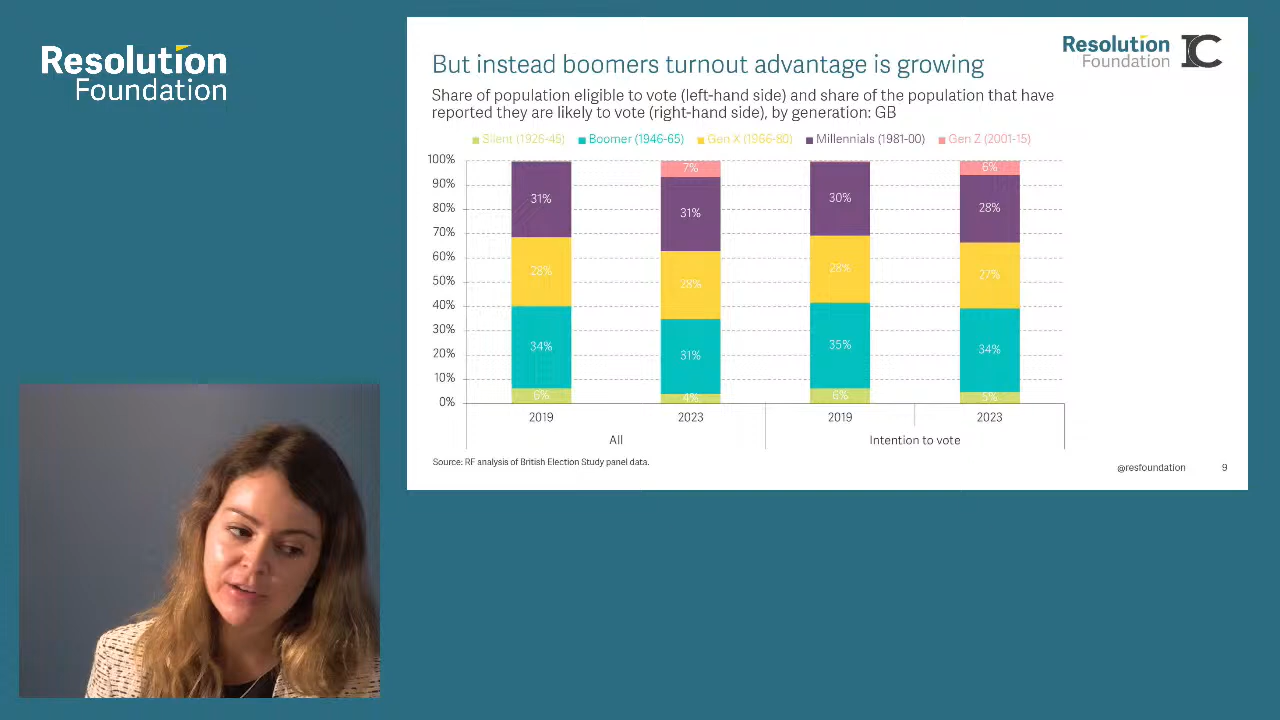 Resolution
Foundation
Resolution
Foundation
IC
But instead boomers turnout advantage is growing
Share of population eligible to vote (left-hand side) and share of the population that have
reported they are likely to vote (right-hand side), by generation: GB
Silent (1926-45) Boomer (1946-65) Gen X (1966-80) Millennials (1981-00) Gen Z (2001-15)
100%
90%
80%
70%
60%
50%
40%
30%
20%
10%
0%
31%
28%
34%
6%
7%
31%
28%
31%
4%
30%
28%
35%
6%
6%
28%
27%
34%
5%
2019 2023 2019 2023
All Intention to vote
Source: RF analysis of British Election Study panel data.
@resfoundation 9